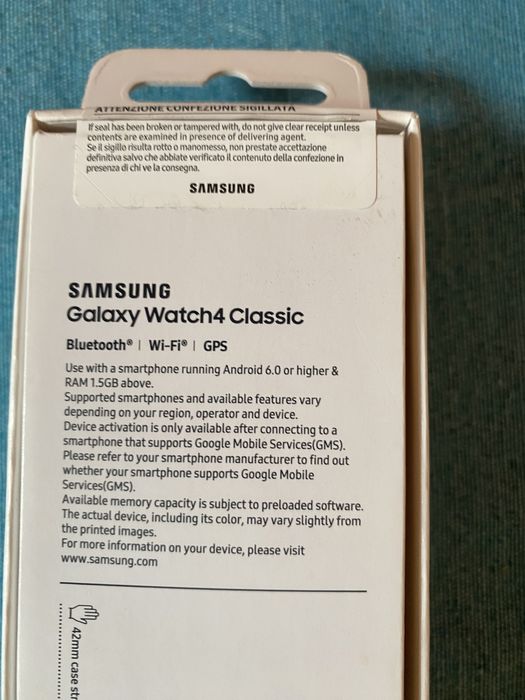 ATTENZIONE CONFEZIONE SIGILLATA
If seal has been broken or tampered with, do not give clear receipt unless
contents are examined in presence of delivering agent.
Se il sigillo risulta rotto o manomesso, non prestate accettazione
definitiva salvo che abbiate verificato il contenuto della confezione in
presenza di chi ve la consegna.
SAMSUNG
SAMSUNG
Galaxy Watch4 Classic
Bluetooth® | Wi-Fi® | GPS
Use with a smartphone running Android 6.0 or higher &
RAM 1.5GB above.
Supported smartphones and available features vary
depending on your region, operator and device.
Device activation is only available after connecting to a
smartphone that supports Google Mobile Services(GMS).
Please refer to your smartphone manufacturer to find out
whether your smartphone supports Google Mobile
Services(GMS).
Available memory capacity is subject to preloaded software.
The actual device, including its color, may vary slightly from
the printed images.
For more information on your device, please visit
www.samsung.com
42mm case